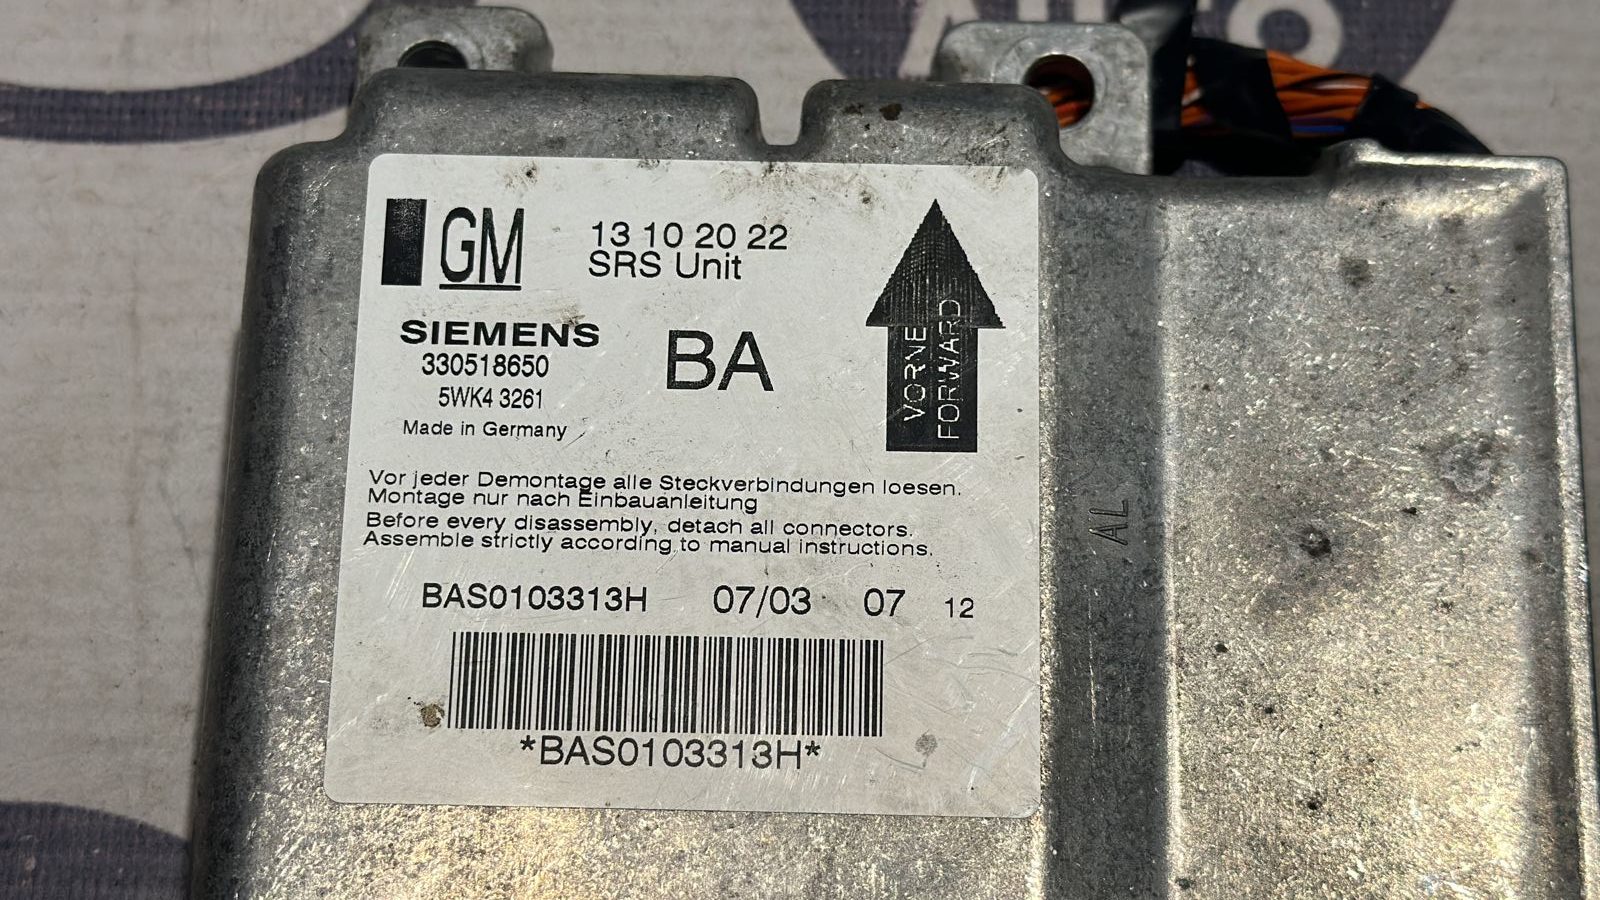 AUTO
GM
13 10 20 22
SRS Unit
SIEMENS
330518650
5WK4 3261
Made in Germany
BA
VORNE
FORWARD
Vor jeder Demontage alle Steckverbindungen loesen.
Montage nur nach Einbauanleitung
Before every disassembly, detach all connectors.
Assemble strictly according to manual instructions.
BAS0103313H 07/03 07 12
*BAS0103313H*
AL